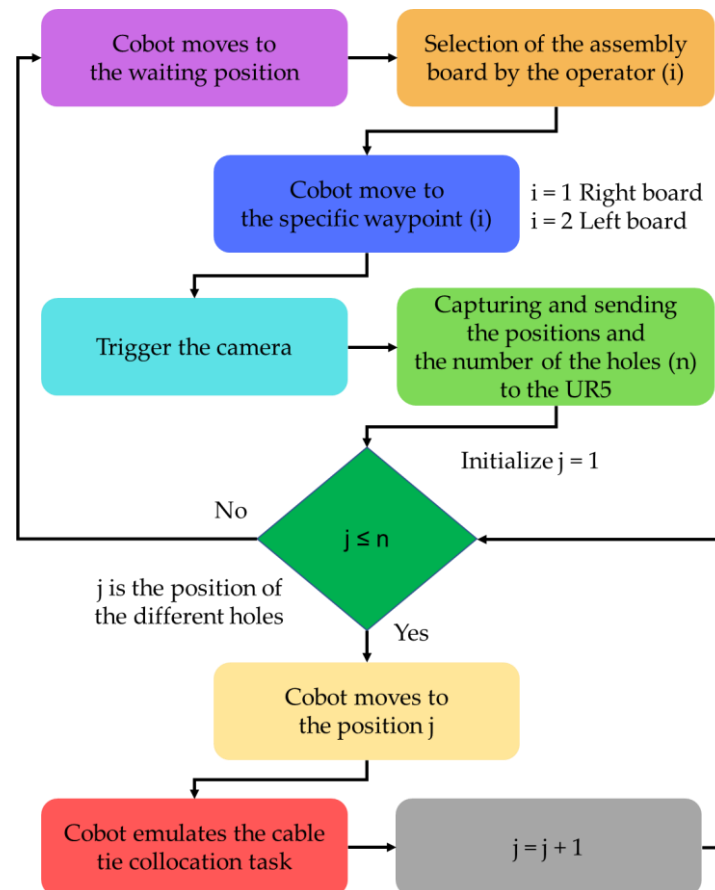 Cobot moves to
the waiting position
Selection of the assembly
board by the operator (i)
Cobot move to
the specific waypoint (i)
i = 1 Right board
i = 2 Left board
Trigger the camera
Capturing and sending
the positions and
the number of the holes (n)
to the UR5
Initialize j = 1
No
j ≤ n
j is the position of
the different holes
Yes
Cobot moves to
the position j
Cobot emulates the cable
tie collocation task
j = j + 1